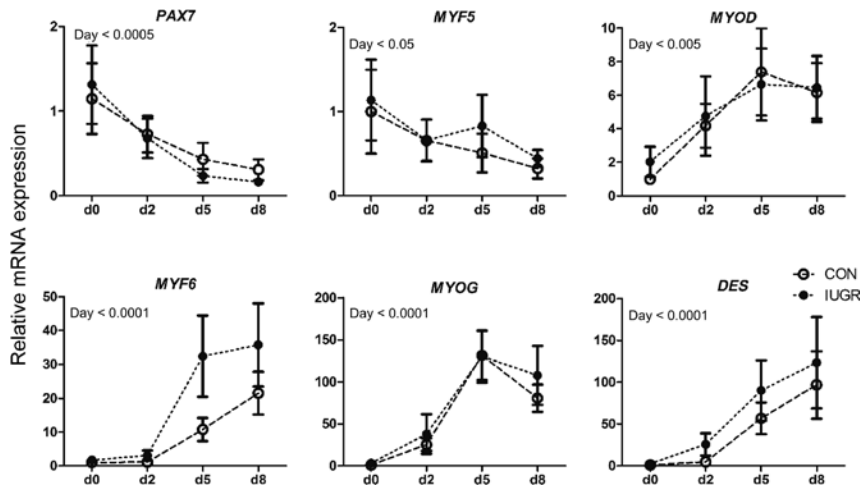 PAX7
MYF5
MYOD
Day < 0.0005
Day < 0.05
Day < 0.005
2
1
0
2
1
0
10
8
6
4
2
0
d0 d2 d5 d8
d0 d2 d5 d8
d0 d2 d5 d8
Relative mRNA expression
MYF6
MYOG
DES
CON
IUGR
Day < 0.0001
Day < 0.0001
Day < 0.0001
50
40
30
20
10
0
200
150
100
50
0
200
150
100
50
0
d0 d2 d5 d8
d0 d2 d5 d8
d0 d2 d5 d8